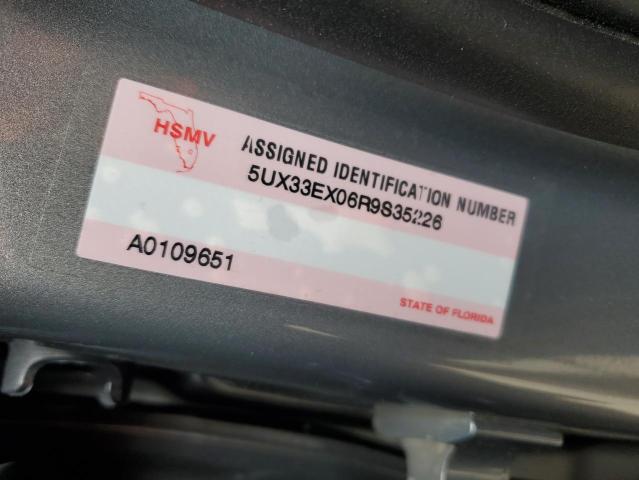 HSMV
ASSIGNED IDENTIFICATION NUMBER
5UX33EX06R9S35226
A0109651
STATE OF FLORIDA